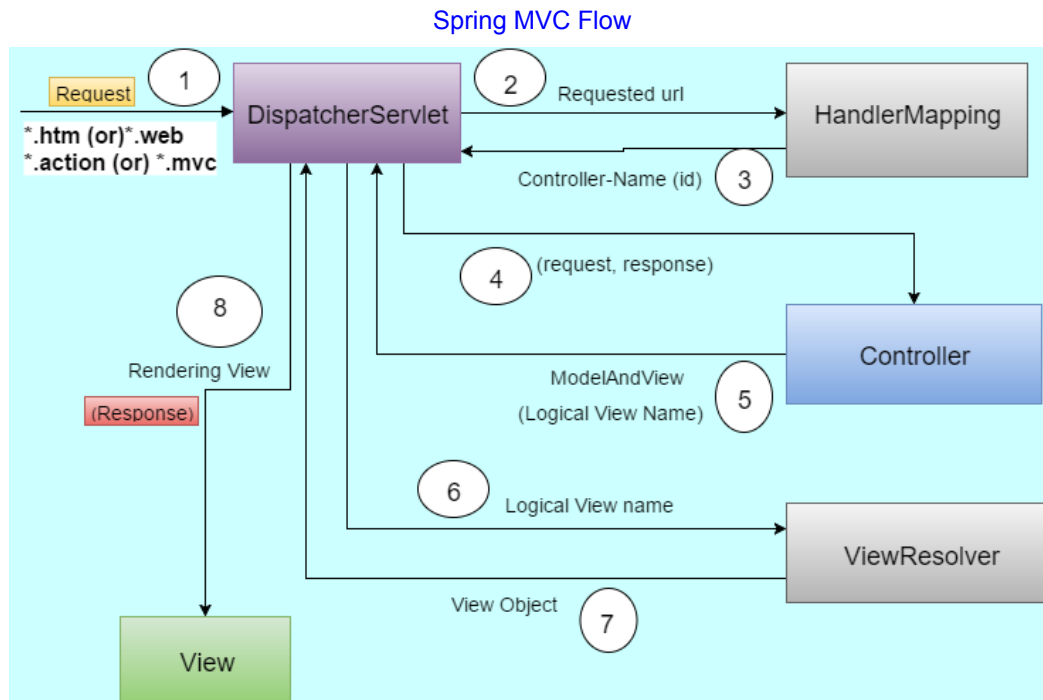 Spring MVC Flow
1
2
Request
Requested url
DispatcherServlet
HandlerMapping
*.htm (or)*.web
*.action (or) *.mvc
Controller-Name (id)
3
(request, response)
4
8
Controller
Rendering View
ModelAndView
5
(Response)
(Logical View Name)
6
Logical View name
ViewResolver
View Object
7
View